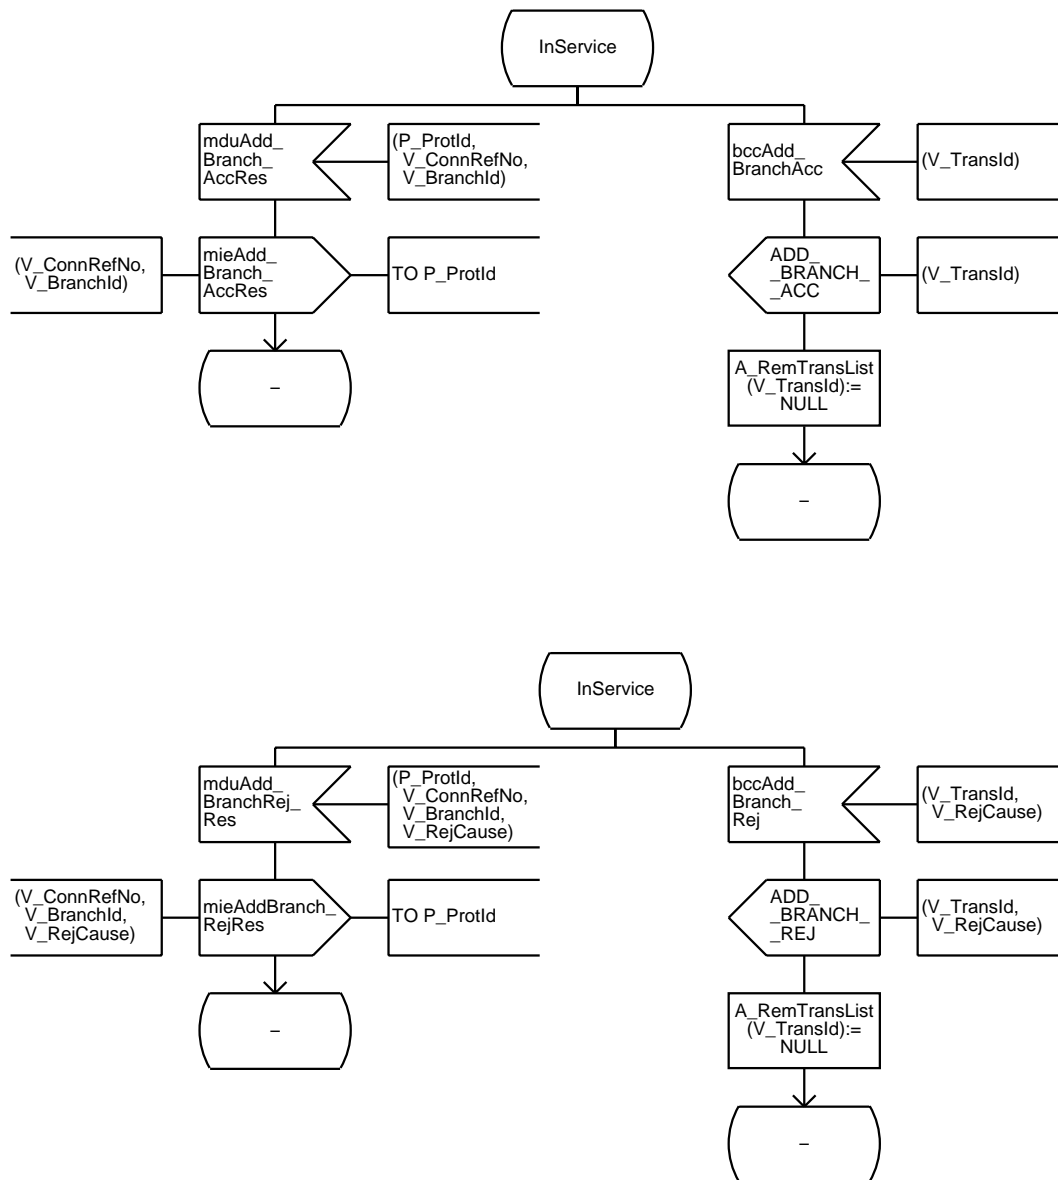 InService
mduAdd_
Branch_
AccRes
(P_ProtId,
V_ConnRefNo,
V_BranchId)
bccAdd_
BranchAcc
(V_TransId)
(V_ConnRefNo,
V_BranchId)
mieAdd_
Branch_
AccRes
TO P_ProtId
ADD_
_BRANCH_
_ACC
(V_TransId)
–
A_RemTransList
(V_TransId):=
NULL
–
InService
mduAdd_
BranchRej_
Res
(P_ProtId,
V_ConnRefNo,
V_BranchId,
V_RejCause)
bccAdd_
Branch_
Rej
(V_TransId,
V_RejCause)
(V_ConnRefNo,
V_BranchId,
V_RejCause)
mieAddBranch_
RejRes
TO P_ProtId
ADD_
_BRANCH_
_REJ
(V_TransId,
V_RejCause)
–
A_RemTransList
(V_TransId):=
NULL
–